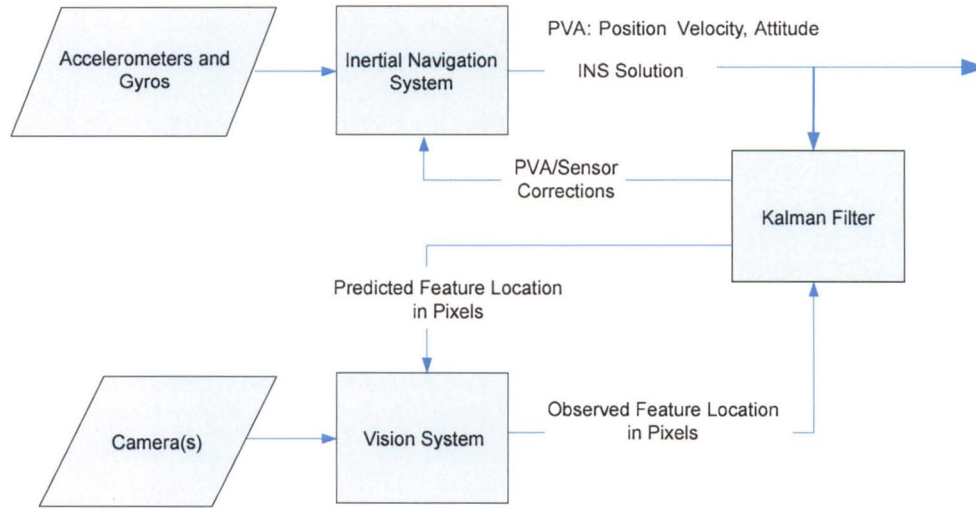 PVA: Position Velocity, Attitude
Accelerometers and
Gyros
Inertial Navigation
System
INS Solution
PVA/Sensor
Corrections
Kalman Filter
Predicted Feature Location
in Pixels
Camera(s)
Vision System
Observed Feature Location
in Pixels